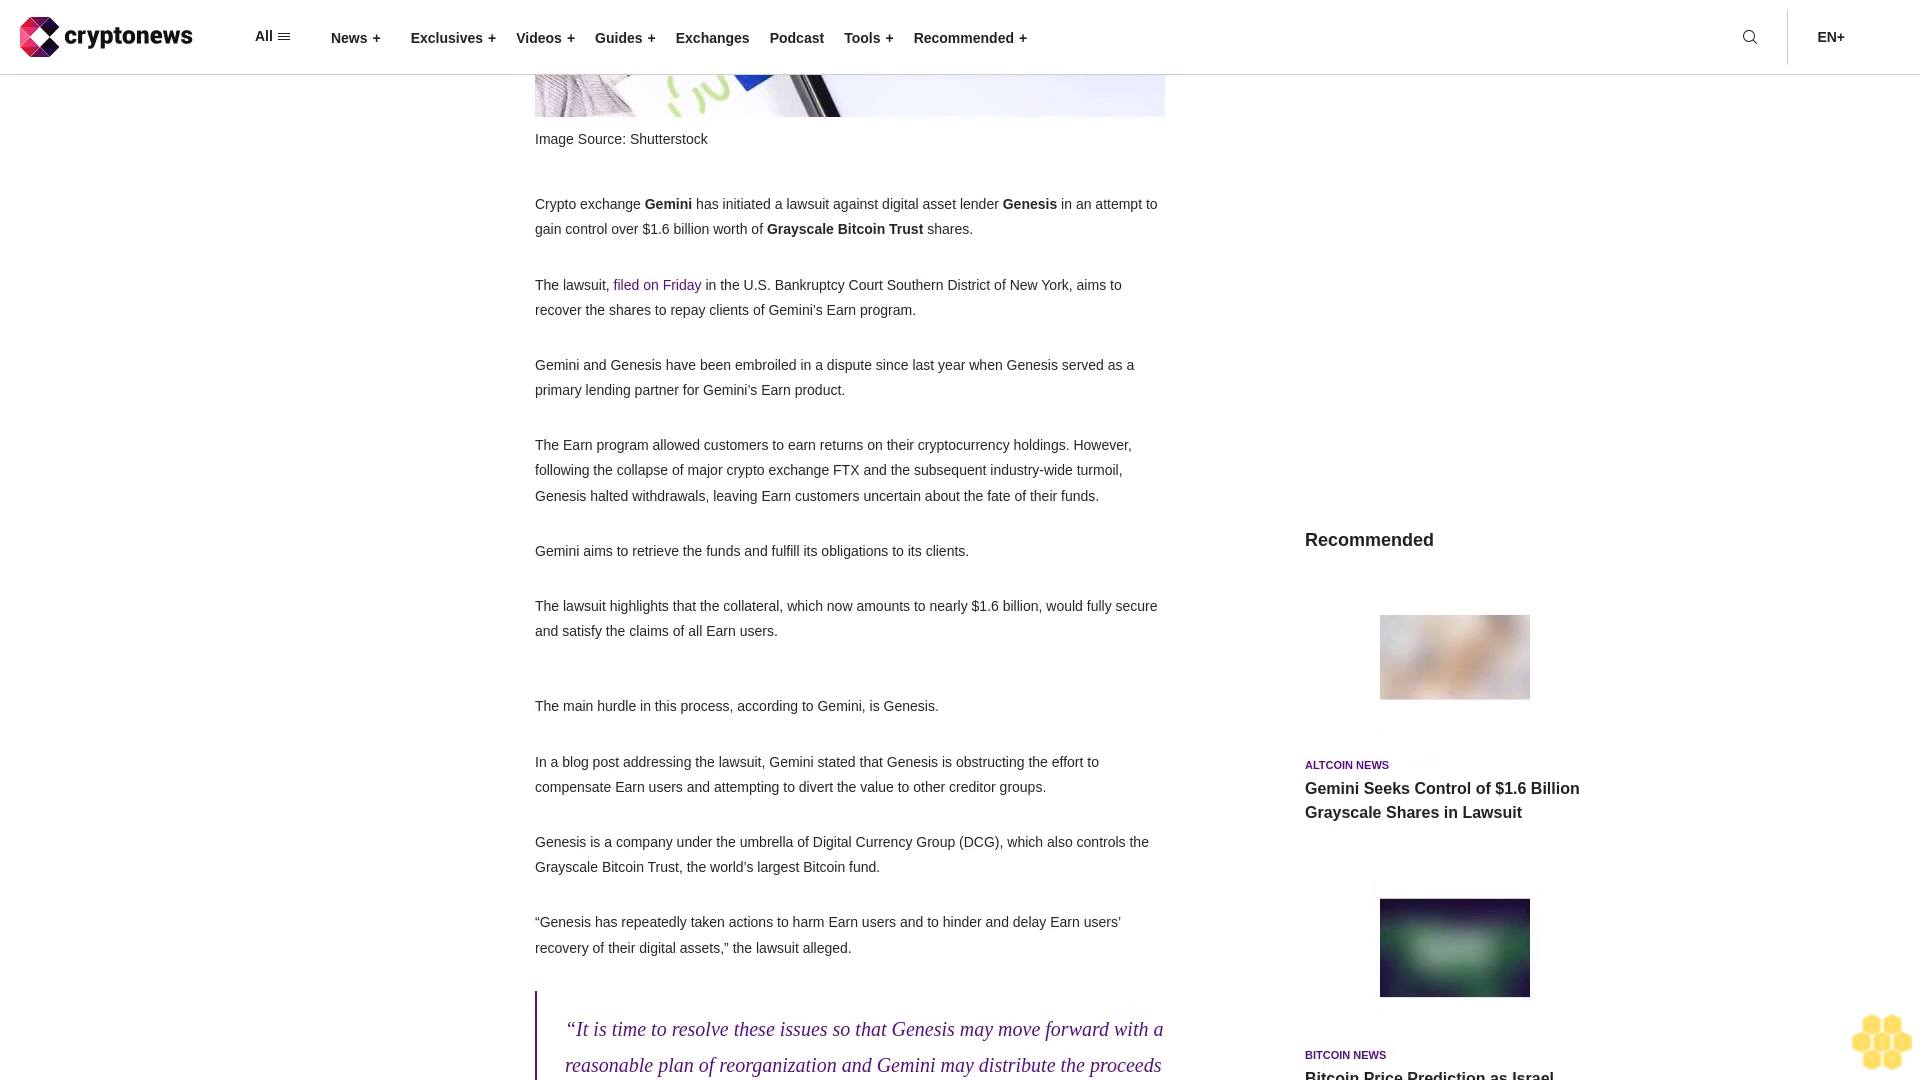 cryptonews
All
News +
Exclusives +
Videos +
Guides +
Exchanges
Podcast
Tools +
Recommended +
EN+
Image Source: Shutterstock
Crypto exchange Gemini has initiated a lawsuit against digital asset lender Genesis in an attempt to
gain control over $1.6 billion worth of Grayscale Bitcoin Trust shares.
The lawsuit, filed on Friday in the U.S. Bankruptcy Court Southern District of New York, aims to
recover the shares to repay clients of Gemini’s Earn program.
Gemini and Genesis have been embroiled in a dispute since last year when Genesis served as a
primary lending partner for Gemini’s Earn product.
The Earn program allowed customers to earn returns on their cryptocurrency holdings. However,
following the collapse of major crypto exchange FTX and the subsequent industry-wide turmoil,
Genesis halted withdrawals, leaving Earn customers uncertain about the fate of their funds.
Gemini aims to retrieve the funds and fulfill its obligations to its clients.
The lawsuit highlights that the collateral, which now amounts to nearly $1.6 billion, would fully secure
and satisfy the claims of all Earn users.
The main hurdle in this process, according to Gemini, is Genesis.
In a blog post addressing the lawsuit, Gemini stated that Genesis is obstructing the effort to
compensate Earn users and attempting to divert the value to other creditor groups.
Genesis is a company under the umbrella of Digital Currency Group (DCG), which also controls the
Grayscale Bitcoin Trust, the world’s largest Bitcoin fund.
“Genesis has repeatedly taken actions to harm Earn users and to hinder and delay Earn users’
recovery of their digital assets,” the lawsuit alleged.
“It is time to resolve these issues so that Genesis may move forward with a
reasonable plan of reorganization and Gemini may distribute the proceeds
Recommended
ALTCOIN NEWS
Gemini Seeks Control of $1.6 Billion
Grayscale Shares in Lawsuit
BITCOIN NEWS
Bitcoin Price Prediction as Israel